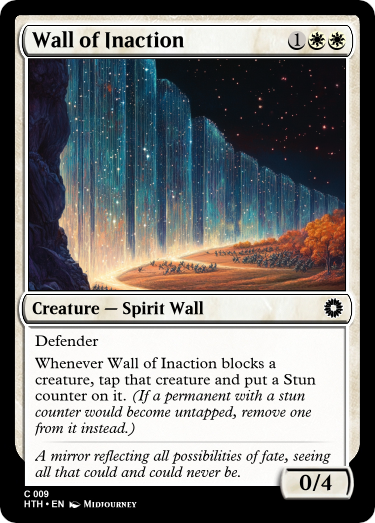 Wall of Inaction 1
Creature — Spirit Wall
Defender
Whenever Wall of Inaction blocks a
creature, tap that creature and put a Stun
counter on it. (If a permanent with a stun
counter would become untapped, remove one
from it instead.)
A mirror reflecting all possibilities of fate, seeing
all that could and could never be.
0/4
C 009
HTH • EN Midjourney